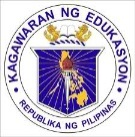 KAGAWARAN NG EDUKASYON
REPUBLIKA NG PILIPINAS